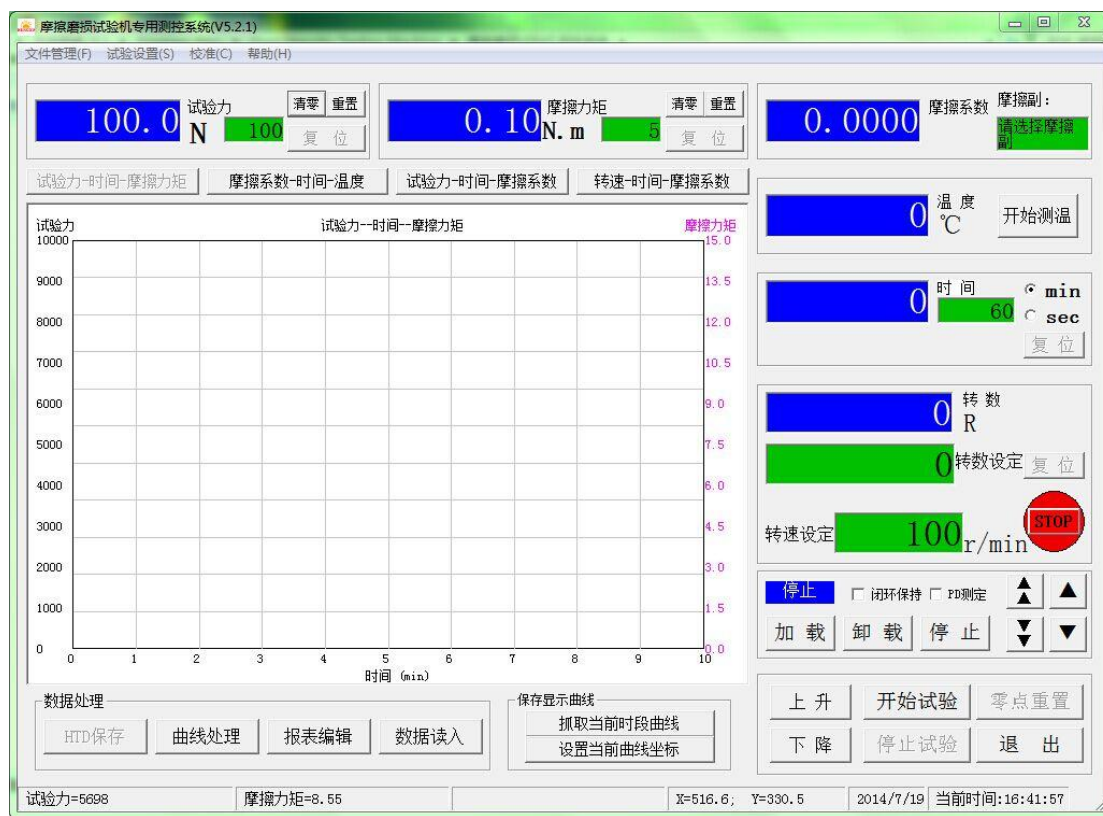 摩擦磨损试验机专用测控系统(V5.2.1)
文件管理(F) 试验设置(S) 校准(C) 帮助(H)
100.0 试验力 N 100 清零 重置 复 位
0.10 摩擦力矩 N.m 5 清零 重置 复 位
0.0000 摩擦系数 摩擦副: 请选择摩擦
副
试验力-时间-摩擦力矩 摩擦系数-时间-温度 试验力-时间-摩擦系数 转速-时间-摩擦系数
0 温 度 ℃ 开始测温
试验力 试验力--时间--摩擦力矩 摩擦力矩
10000 15.0
9000 13.5
8000 12.0
7000 10.5
6000 9.0
5000 7.5
4000 6.0
3000 4.5
2000 3.0
1000 1.5
0 0.0
0 1 2 3 4 5 6 7 8 9 10
时间 (min)
0 时 间 60 min
sec
复 位
0 转 数
R
0 转数设定 复 位
转速设定 100 r/min STOP
停止 闭环保持 PD测定
加 载 卸 载 停 止
数据处理
HTD保存 曲线处理 报表编辑 数据读入
保存显示曲线
抓取当前时段曲线
设置当前曲线坐标
上 升 开始试验 零点重置
下 降 停止试验 退 出
试验力=5698 摩擦力矩=8.55 X=516.6; Y=330.5 2014/7/19 当前时间:16:41:57